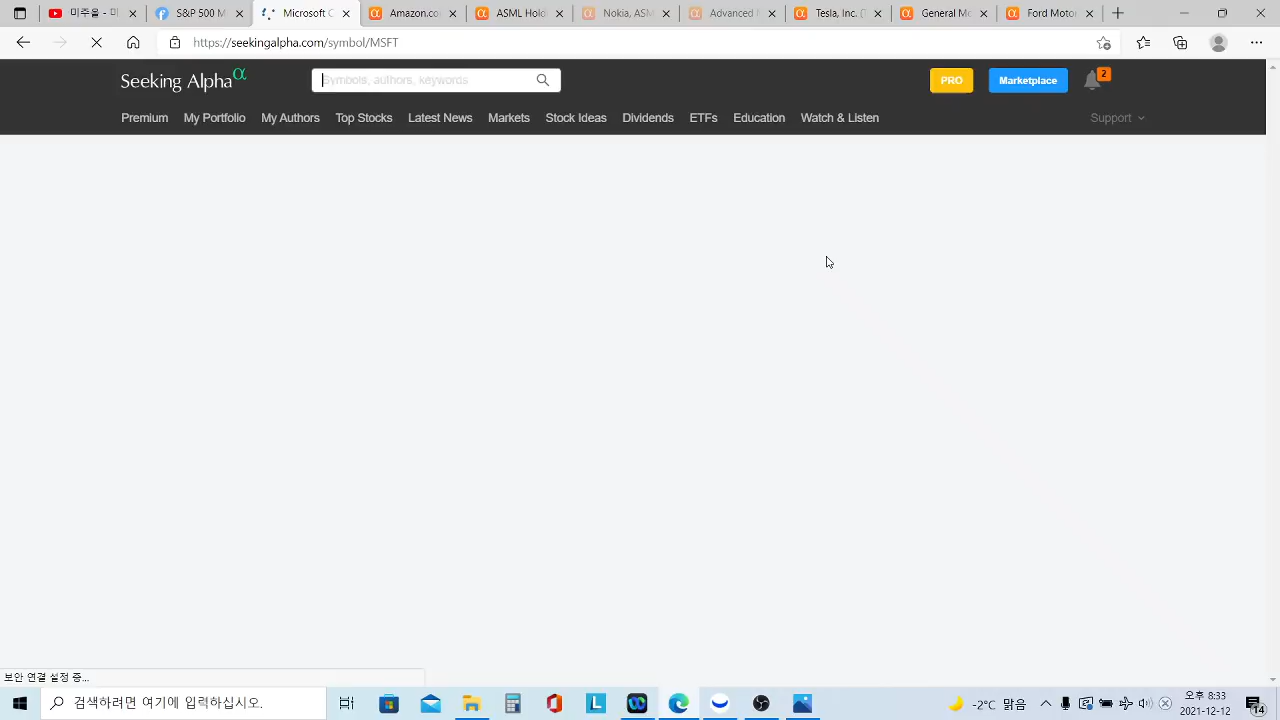 미주울 - 미
S&P 500 M
Microsoft C
Amazon.co
ASML Hold
Nokia, ASM
Advanced
Tesla, Inc. (
General Mo
Ford Motor
https://seekingalpha.com/symbol/MSFT
Seeking Alpha α
Symbols, authors, keywords
PRO
Marketplace
2
Premium My Portfolio My Authors Top Stocks Latest News Markets Stock Ideas Dividends ETFs Education Watch & Listen Support
보안 연결 설정 중...
검색하려면 여기에 입력하십시오.
-2°C 맑음
오후 8:33
2021-12-12
14